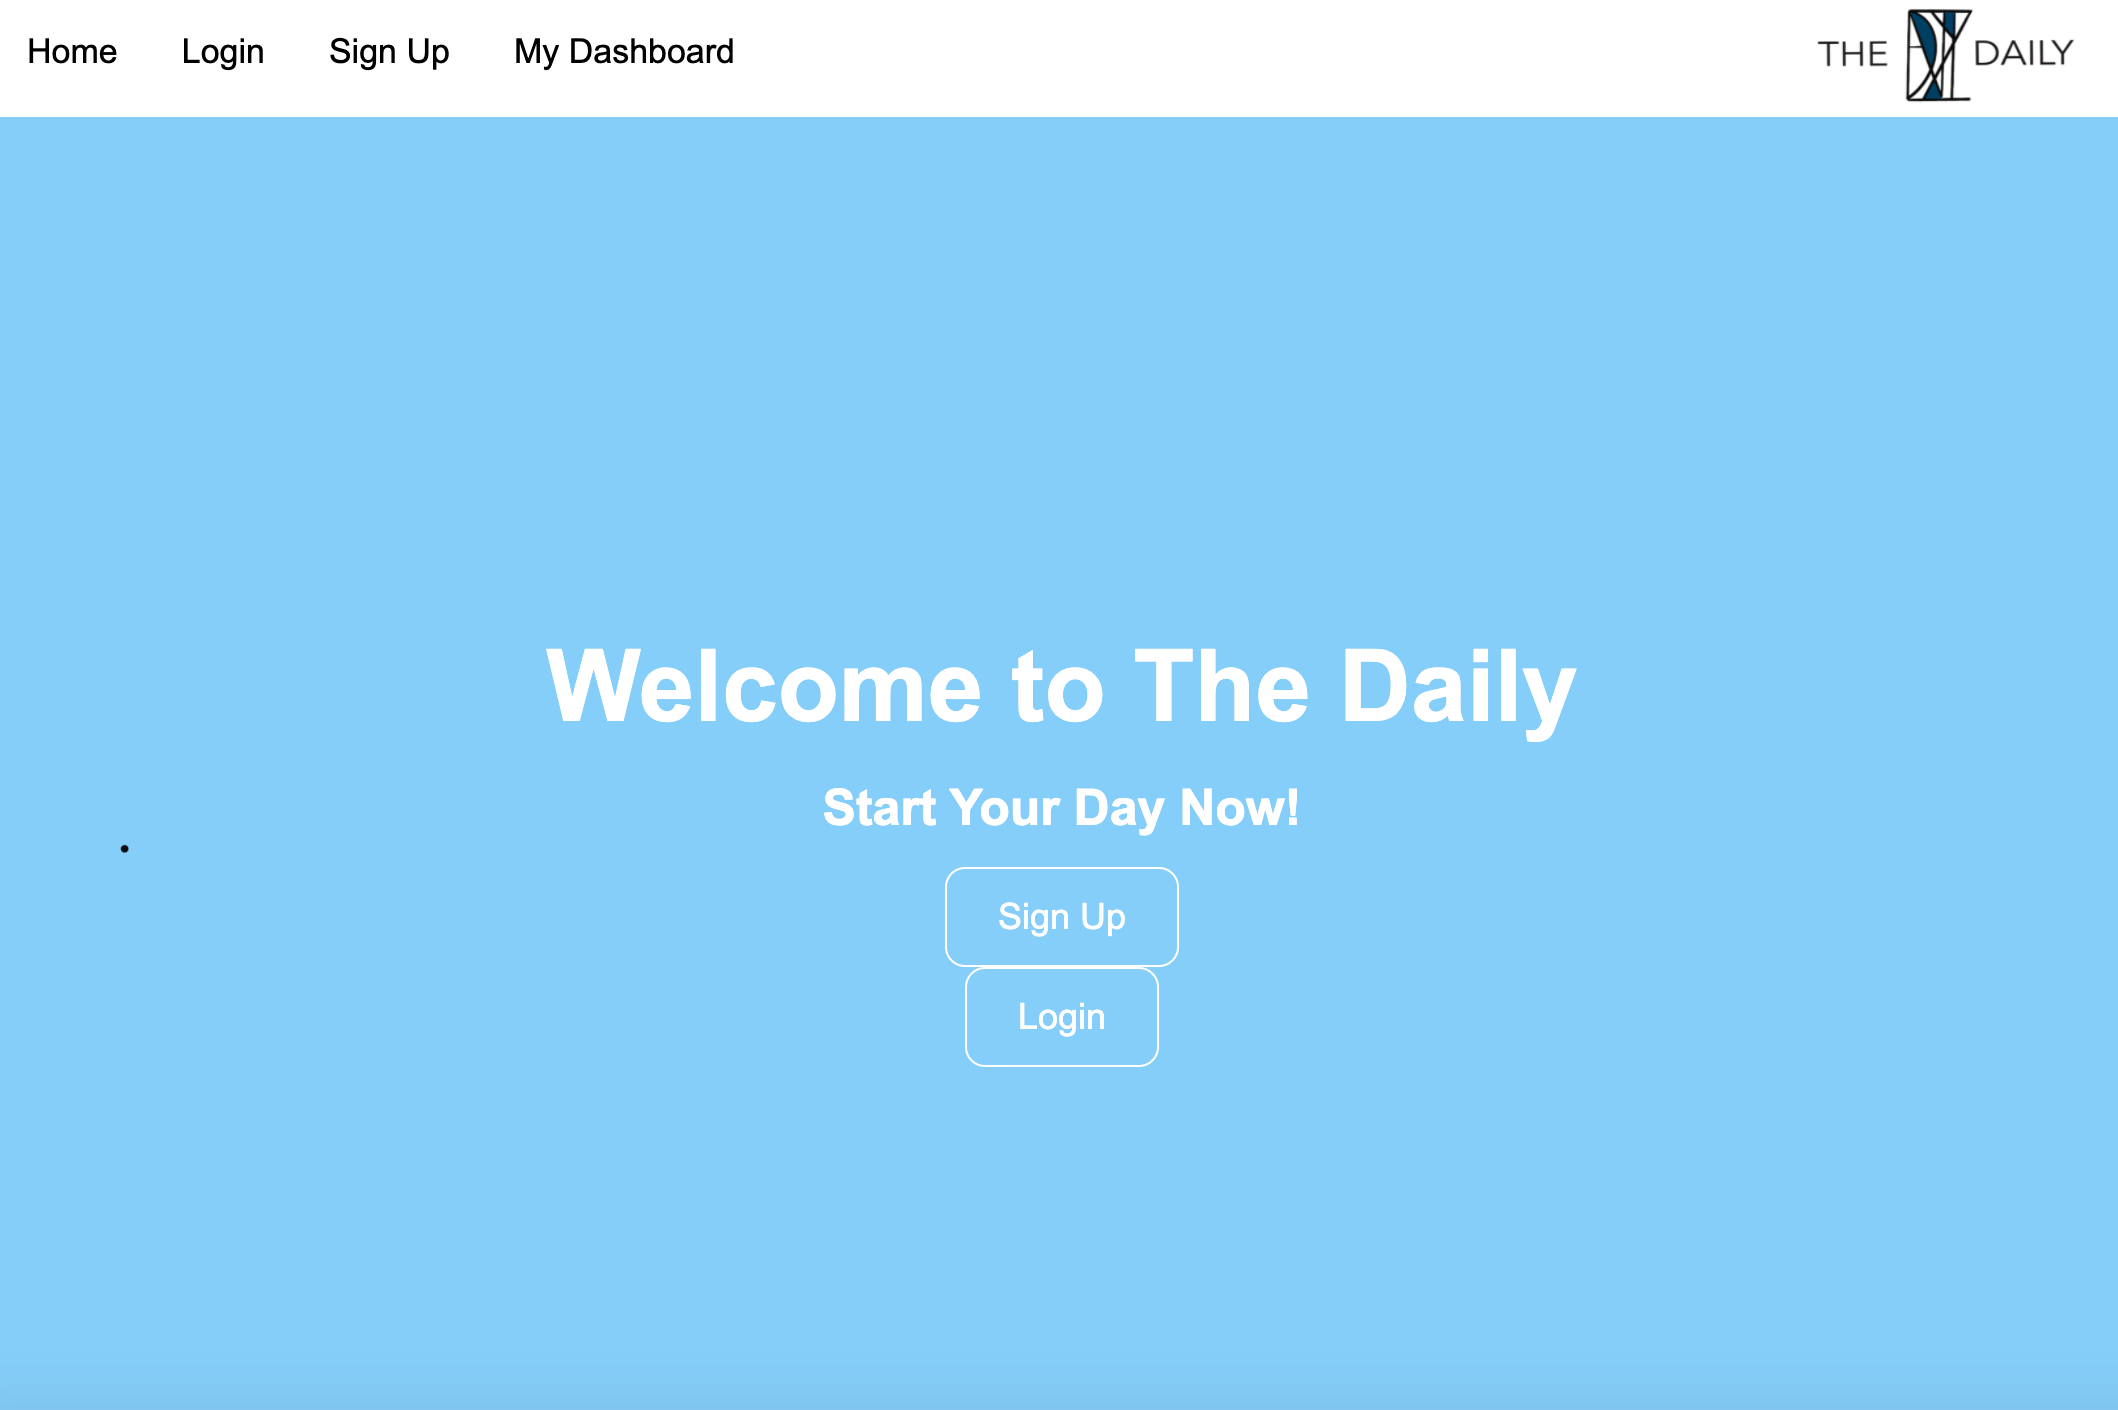 Home Login Sign Up My Dashboard THE DAILY
Welcome to The Daily
Start Your Day Now!
Sign Up
Login